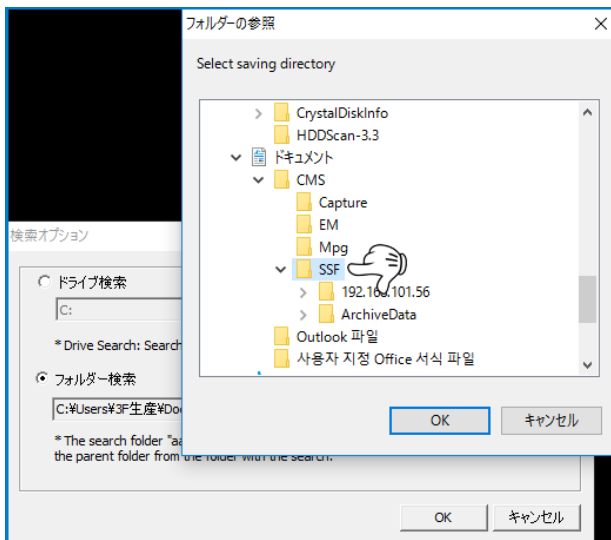 フォルダーの参照
Select saving directory
CrystalDiskInfo
HDDScan-3.3
ドキュメント
CMS
Capture
EM
Mpg
SSF
192.168.101.56
ArchiveData
Outlook 파일
사용자 지정 Office 서식 파일
OK
キャンセル
検索オプション
ドライブ検索
C:
*Drive Search: Search
フォルダー検索
C:¥Users¥3F生産¥Do
*The search folder "a
the parent folder from the folder with the search.
OK
キャンセル